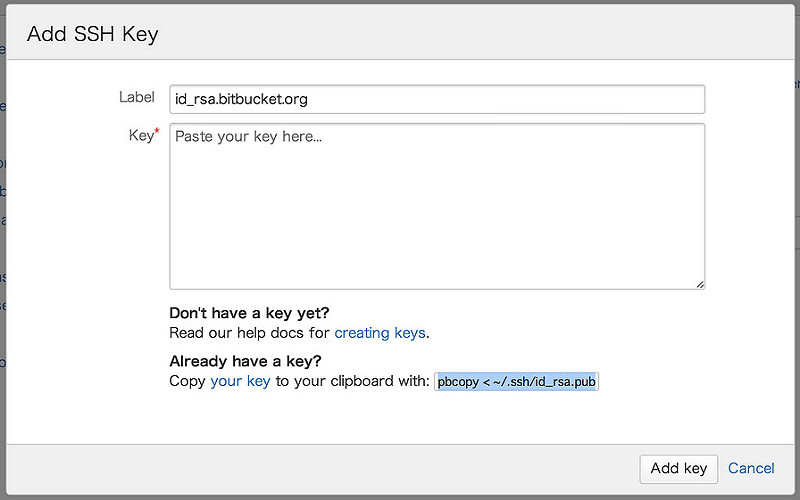 Add SSH Key
Label
id_rsa.bitbucket.org
Key*
Paste your key here...
Don't have a key yet?
Read our help docs for creating keys.
Already have a key?
Copy your key to your clipboard with: pbcopy < ~/.ssh/id_rsa.pub
Add key
Cancel